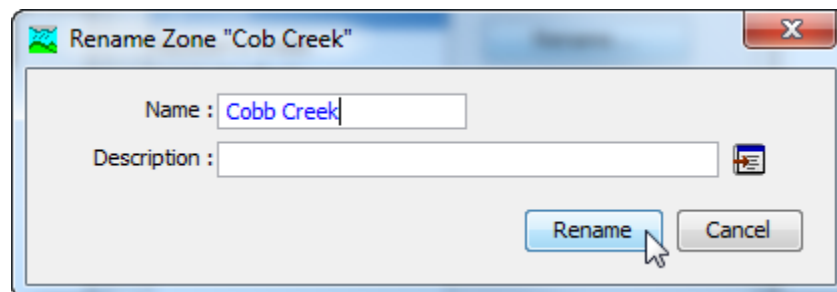 Rename Zone "Cob Creek"
Name : Cobb Creek
Description :
Rename Cancel